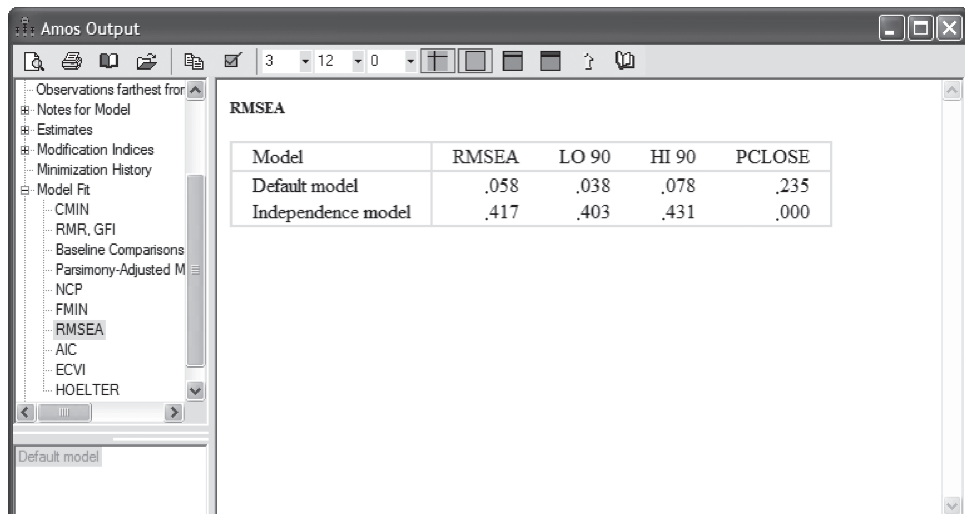 Amos Output
3 12 0
Observations farthest fror
Notes for Model
Estimates
Modification Indices
Minimization History
Model Fit
CMIN
RMR, GFI
Baseline Comparisons
Parsimony-Adjusted M
NCP
FMIN
RMSEA
AIC
ECVI
HOELTER
Default model
RMSEA
Model RMSEA LO 90 HI 90 PCLOSE
Default model .058 .038 .078 .235
Independence model .417 .403 .431 .000